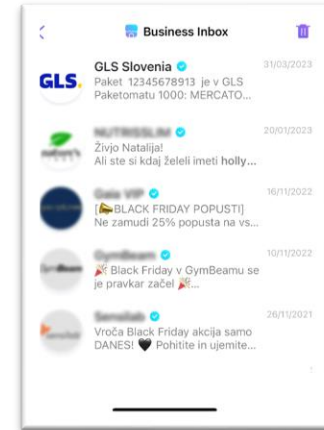 Business Inbox
GLS.
GLS Slovenia
31/03/2023
Paket 12345678913 je v GLS
Paketomatu 1000: MERCATO...
20/01/2023
Živjo Natalija!
Ali ste si kdaj želeli imeti holly...
16/11/2022
[📣BLACK FRIDAY POPUSTI]
Ne zamudi 25% popusta na vs...
10/11/2022
🎉 Black Friday v GymBeamu se
je pravkar začel 🎉...
26/11/2021
Vroča Black Friday akcija samo
DANES! 🖤 Pohitite in ujemite...